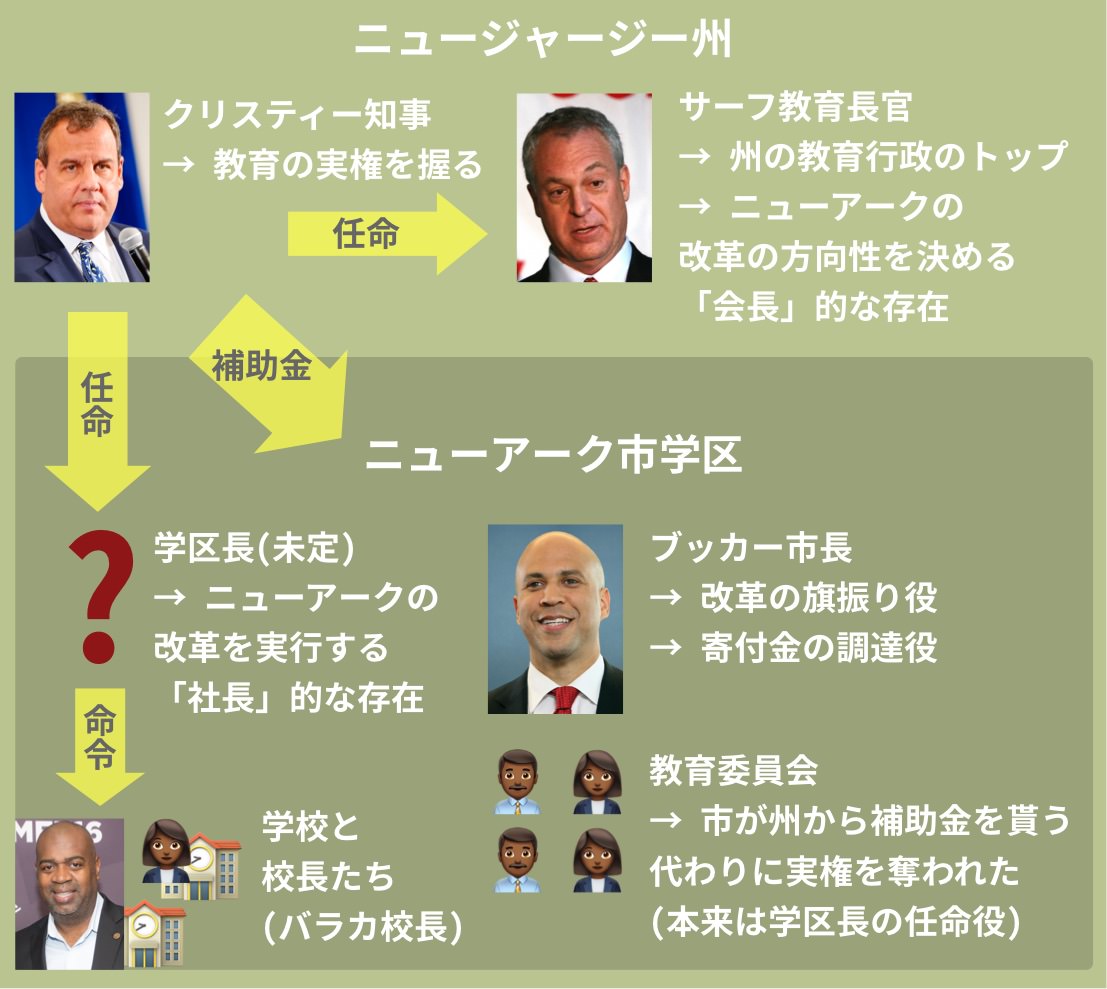 ニュージャージー州
クリスティー知事
→ 教育の実権を握る
任命
サーフ教育長官
→ 州の教育行政のトップ
→ ニューアークの
改革の方向性を決める
「会長」的な存在
任命
補助金
ニューアーク市学区
?
学区長(未定)
→ ニューアークの
改革を実行する
「社長」的な存在
ブッカー市長
→ 改革の旗振り役
→ 寄付金の調達役
命令
学校と
校長たち
(バラカ校長)
教育委員会
→ 市が州から補助金を貰う
代わりに実権を奪われた
(本来は学区長の任命役)